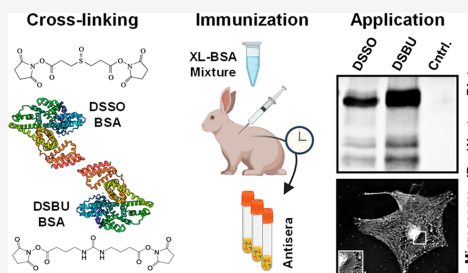 Cross-linking
Immunization
Application
XL-BSA
Mixture
DSSO
BSA
DSBU
BSA
Antisera
DSSO
DSBU
Cntrl.